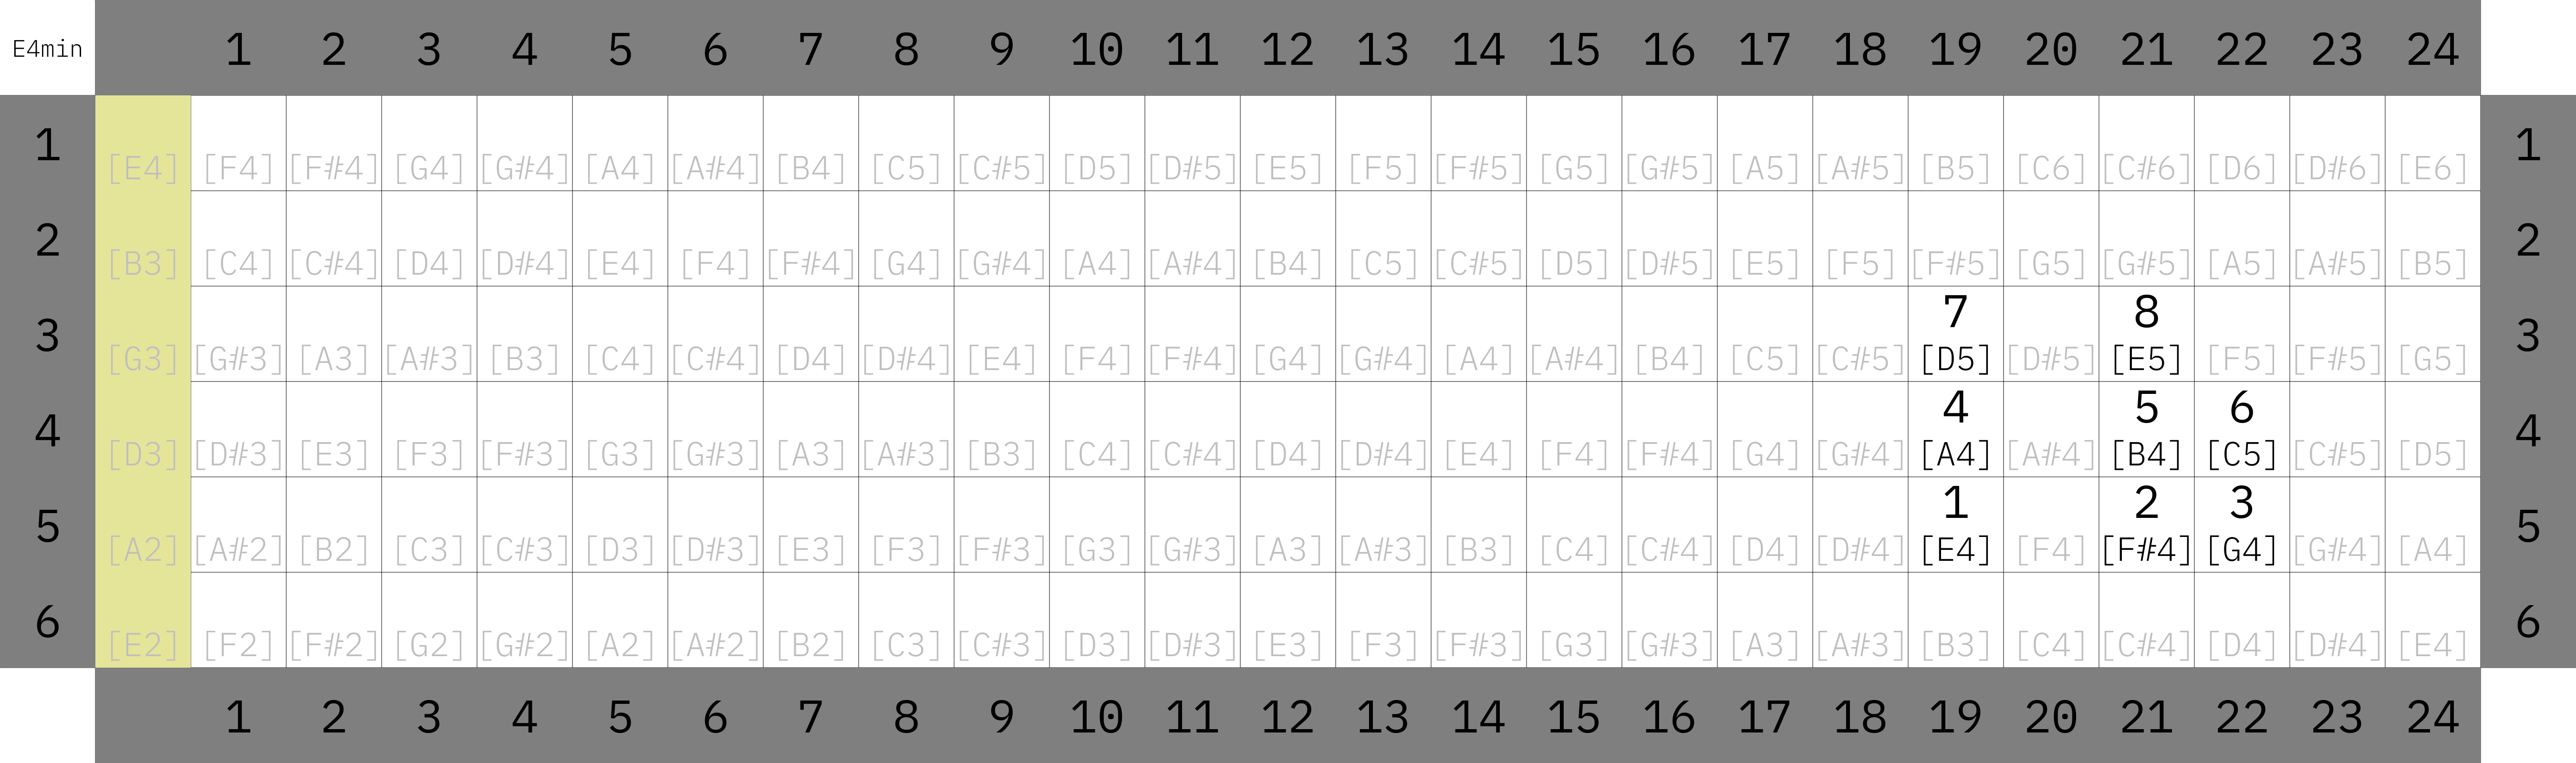 E4min 1 2 3 4 5 6 7 8 9 10 11 12 13 14 15 16 17 18 19 20 21 22 23 24
1 [E4] [F4] [F#4] [G4] [G#4] [A4] [A#4] [B4] [C5] [C#5] [D5] [D#5] [E5] [F5] [F#5] [G5] [G#5] [A5] [A#5] [B5] [C6] [C#6] [D6] [D#6] [E6] 1
2 [B3] [C4] [C#4] [D4] [D#4] [E4] [F4] [F#4] [G4] [G#4] [A4] [A#4] [B4] [C5] [C#5] [D5] [D#5] [E5] [F5] [F#5] [G5] [G#5] [A5] [A#5] [B5] 2
7 8
3 [G3] [G#3] [A3] [A#3] [B3] [C4] [C#4] [D4] [D#4] [E4] [F4] [F#4] [G4] [G#4] [A4] [A#4] [B4] [C5] [C#5] [D5] [D#5] [E5] [F5] [F#5] [G5] 3
4 5 6
4 [D3] [D#3] [E3] [F3] [F#3] [G3] [G#3] [A3] [A#3] [B3] [C4] [C#4] [D4] [D#4] [E4] [F4] [F#4] [G4] [G#4] [A4] [A#4] [B4] [C5] [C#5] [D5] 4
1 2 3
5 [A2] [A#2] [B2] [C3] [C#3] [D3] [D#3] [E3] [F3] [F#3] [G3] [G#3] [A3] [A#3] [B3] [C4] [C#4] [D4] [D#4] [E4] [F4] [F#4] [G4] [G#4] [A4] 5
6 [E2] [F2] [F#2] [G2] [G#2] [A2] [A#2] [B2] [C3] [C#3] [D3] [D#3] [E3] [F3] [F#3] [G3] [G#3] [A3] [A#3] [B3] [C4] [C#4] [D4] [D#4] [E4] 6
1 2 3 4 5 6 7 8 9 10 11 12 13 14 15 16 17 18 19 20 21 22 23 24